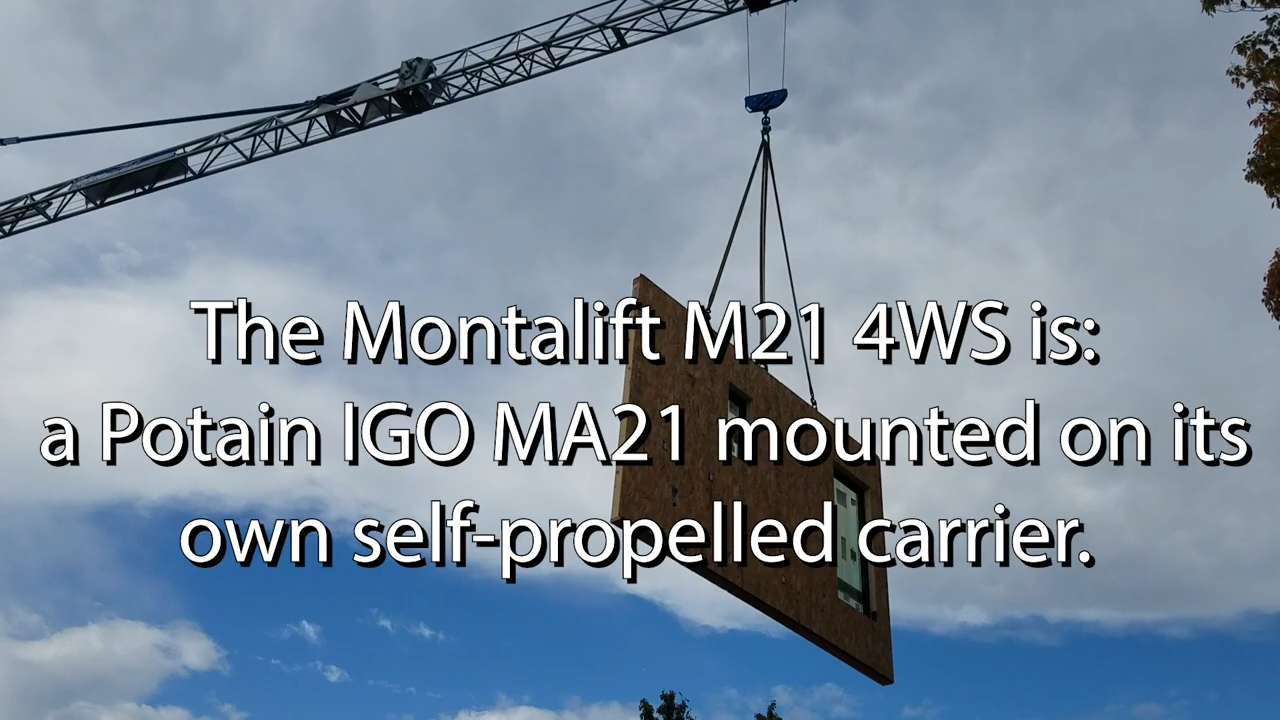 The Montalift M21 4WS is:
a Potain IGO MA21 mounted on its
own self-propelled carrier.